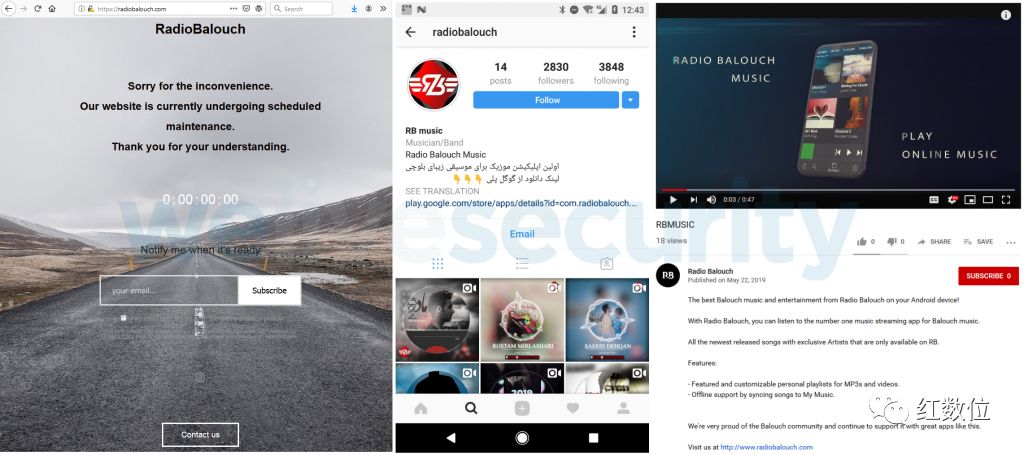 https://radiobalouch.com
Search
RadioBalouch
Sorry for the inconvenience.
Our website is currently undergoing scheduled
maintenance.
Thank you for your understanding.
0:00:00:00
Notify me when it's ready
your email...
Subscribe
Contact us
12:43
radiobalouch
14
2830
3848
posts
followers
following
Follow
RB music
Musician/Band
Radio Balouch Music
اولین اپلیکیشن موزیک برای موسیقی زیبای بلوچی
لینک دانلود از گوگل پلی 👇👇👇
SEE TRANSLATION
play.google.com/store/apps/details?id=com.radiobalouch...
Email
ROSTAM MIRLASHARI
SAEEID DEHQAN
2019
RADIO BALOUCH
MUSIC
PLAY
ONLINE MUSIC
0:03 / 0:47
RBMUSIC
18 views
0
0
SHARE
SAVE
RB
Radio Balouch
Published on May 22, 2019
SUBSCRIBE 0
The best Balouch music and entertainment from Radio Balouch on your Android device!
With Radio Balouch, you can listen to the number one music streaming app for Balouch music.
All the newest released songs with exclusive Artists that are only available on RB.
Features:
- Featured and customizable personal playlists for MP3s and videos.
- Offline support by syncing songs to My Music.
We're very proud of the Balouch community and continue to support it with great apps like this.
Visit us at http://www.radiobalouch.com
welivesecurity
红数位